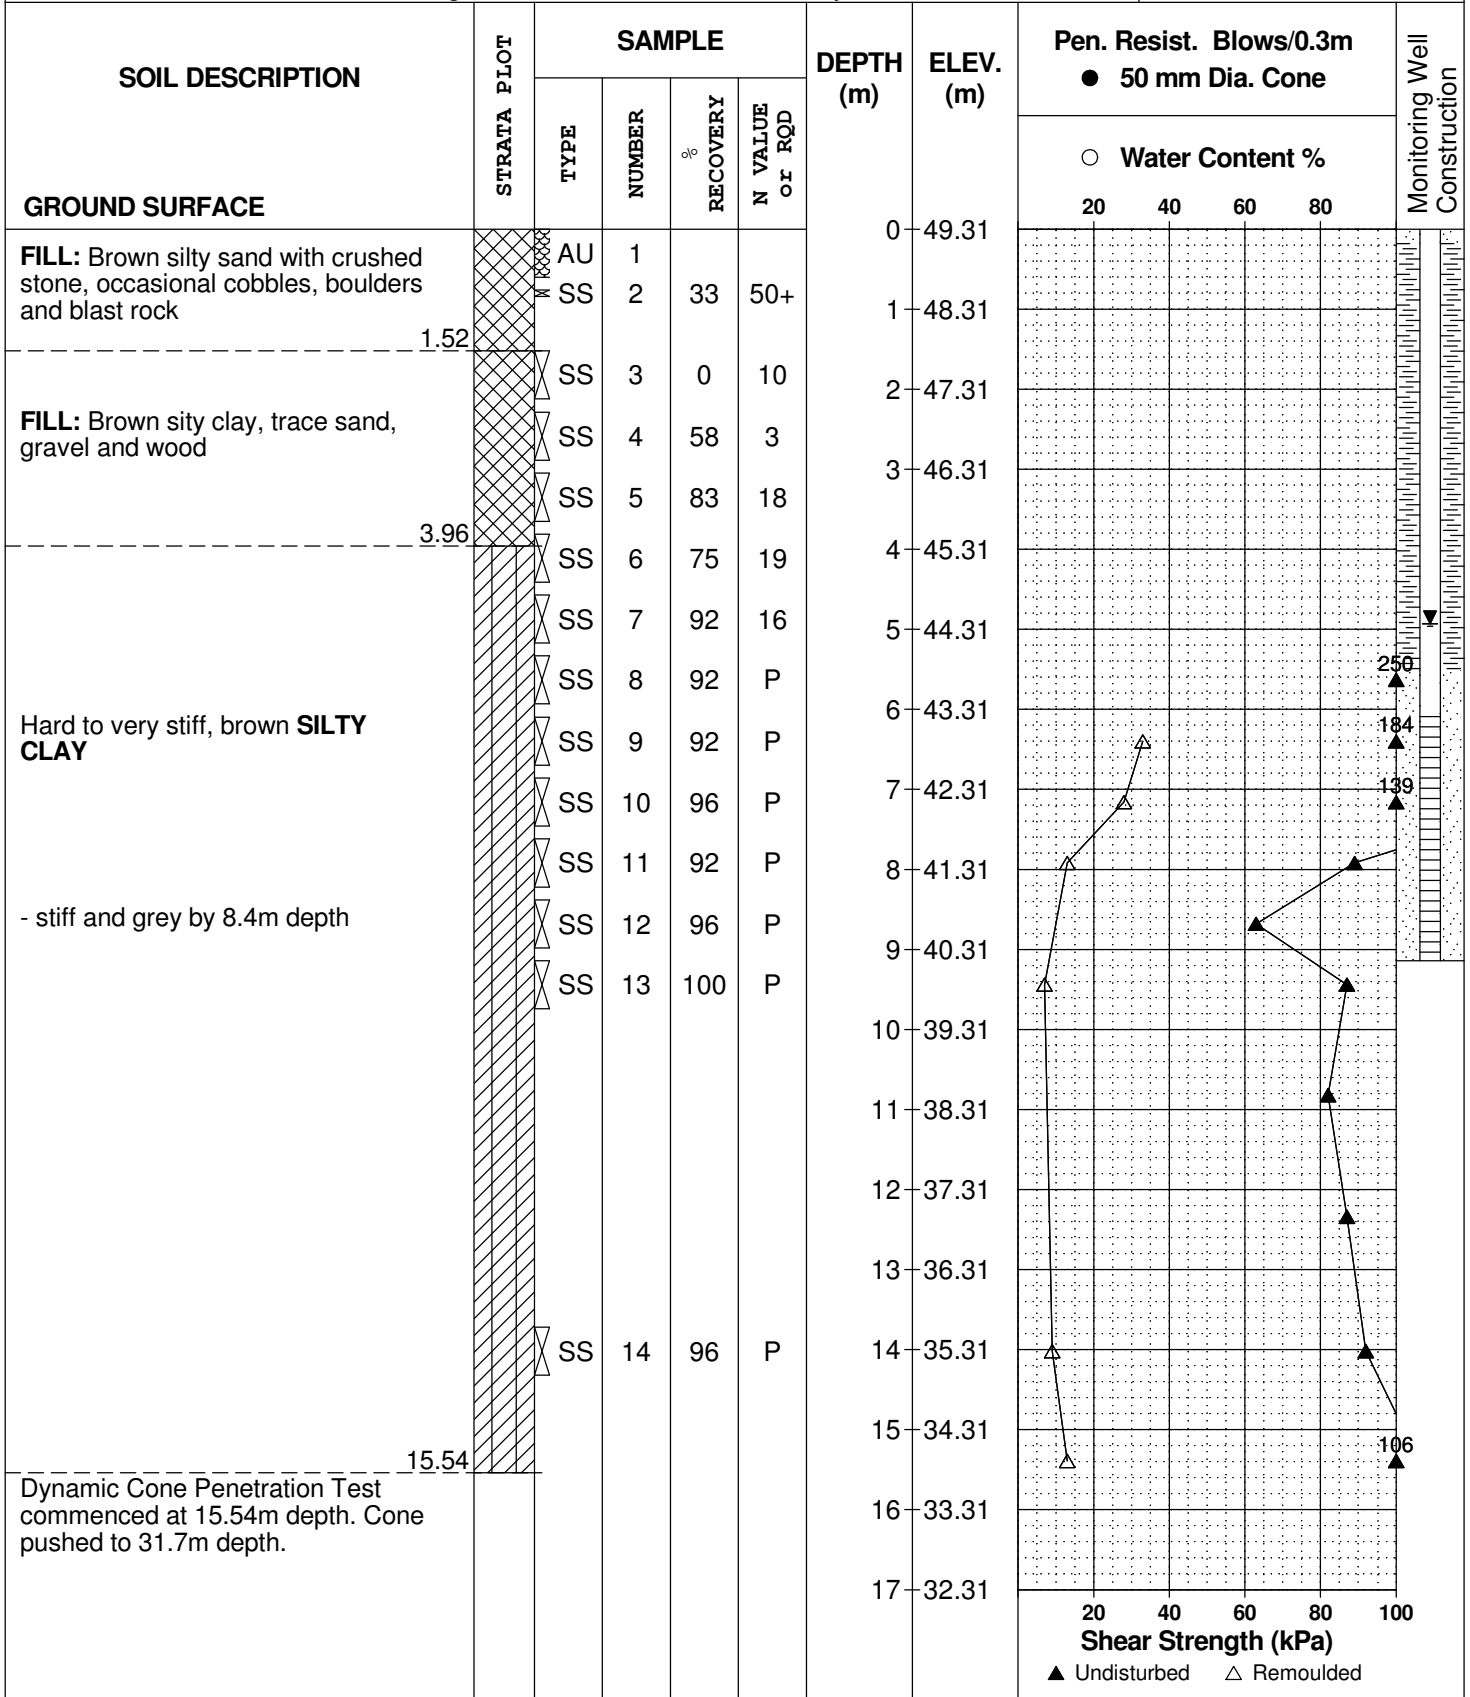 SOIL DESCRIPTION
GROUND SURFACE
STRATA PLOT
SAMPLE
TYPE
NUMBER
% RECOVERY
N VALUE or RQD
DEPTH (m)
ELEV. (m)
Pen. Resist. Blows/0.3m
● 50 mm Dia. Cone
○ Water Content %
20 40 60 80
Monitoring Well Construction
0 49.31
FILL: Brown silty sand with crushed
stone, occasional cobbles, boulders
and blast rock
1.52
AU 1
SS 2 33 50+
1 48.31
FILL: Brown sity clay, trace sand,
gravel and wood
3.96
SS 3 0 10
2 47.31
SS 4 58 3
3 46.31
SS 5 83 18
SS 6 75 19
4 45.31
SS 7 92 16
5 44.31
250
SS 8 92 P
6 43.31
Hard to very stiff, brown SILTY
CLAY
184
SS 9 92 P
7 42.31
139
SS 10 96 P
SS 11 92 P
8 41.31
- stiff and grey by 8.4m depth
SS 12 96 P
9 40.31
SS 13 100 P
10 39.31
11 38.31
12 37.31
13 36.31
SS 14 96 P
14 35.31
15 34.31
106
15.54
Dynamic Cone Penetration Test
commenced at 15.54m depth. Cone
pushed to 31.7m depth.
16 33.31
17 32.31
20 40 60 80 100
Shear Strength (kPa)
▲ Undisturbed △ Remoulded